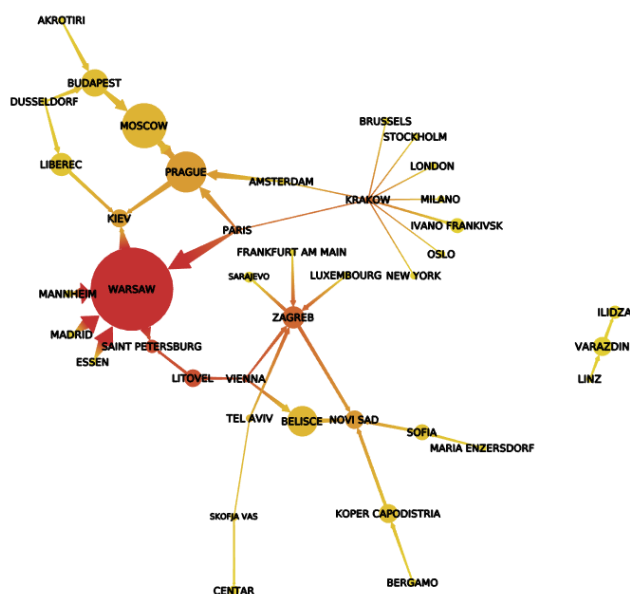 AKROTIRI
BUDAPEST
DUSSELDORF
MOSCOW
BRUSSELS
STOCKHOLM
LIBEREC
PRAGUE
LONDON
AMSTERDAM
KRAKOW
MILANO
KIEV
PARIS
IVANO FRANKIVSK
FRANKFURT AM MAIN
OSLO
SARAJEVO
LUXEMBOURG
NEW YORK
WARSAW
MANNHEIM
ILIDZA
ZAGREB
MADRID
SAINT PETERSBURG
VARAZDIN
ESSEN
LITOVEL
VIENNA
LINZ
TEL AVIV
BELISCE
NOVI SAD
SOFIA
MARIA ENZERSDORF
SKOFJA VAS
KOPER CAPODISTRIA
BERGAMO
CENTAR